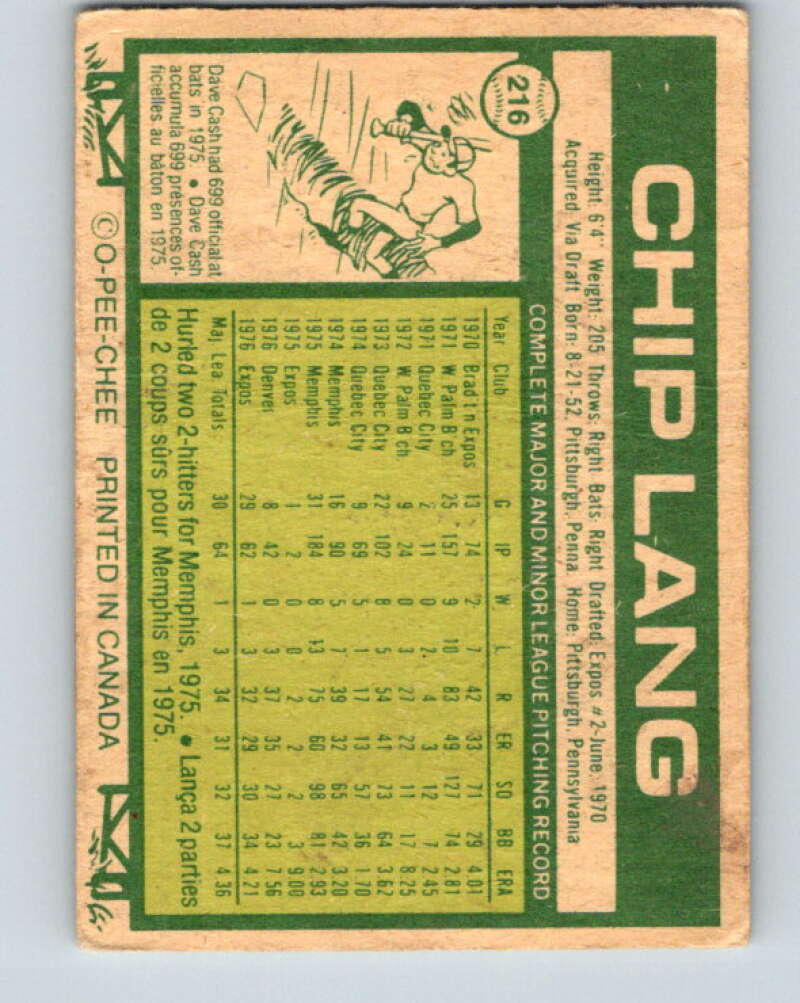 216
CHIP LANG
Height: 6'4" Weight: 205 Throws: Right Bats: Right Drafted: Expos #2-June, 1970
Acquired: Via Draft Born: 8-21-52, Pittsburgh, Penna. Home: Pittsburgh, Pennsylvania
COMPLETE MAJOR AND MINOR LEAGUE PITCHING RECORD
Year Club G IP W L R ER SO BB ERA
1970 Brad'n Expos 13 74 2 7 42 33 71 29 4.01
1971 W Palm B'ch 25 157 9 10 83 49 127 74 2.81
1971 Quebec City 2 11 0 2 4 3 12 7 2.45
1972 W Palm B'ch 9 24 0 3 27 22 11 17 8.25
1973 Quebec City 22 102 8 5 54 41 73 64 3.62
1974 Quebec City 9 69 5 1 17 13 57 36 1.70
1974 Memphis 16 90 5 7 39 32 65 42 3.20
1975 Memphis 31 184 8 13 75 60 98 81 2.93
1975 Expos 1 2 0 0 2 2 2 3 9.00
1976 Denver 8 42 0 3 37 35 27 23 7.56
1976 Expos 29 62 1 3 32 29 30 34 4.21
Maj. Lea. Totals 30 64 1 3 34 31 32 37 4.36
Hurled two 2-hitters for Memphis, 1975. • Lança 2 parties
de 2 coups sûrs pour Memphis en 1975.
Dave Cash had 699 official at
bats in 1975. • Dave Cash
accumula 699 présences of-
ficielles au bâton en 1975.
©O-PEE-CHEE PRINTED IN CANADA